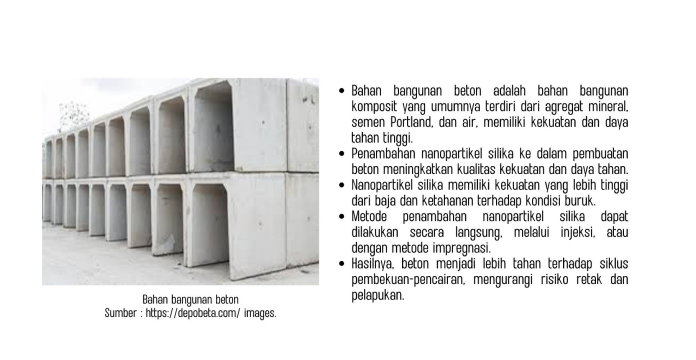 • Bahan bangunan beton adalah bahan bangunan
komposit yang umumnya terdiri dari agregat mineral,
semen Portland, dan air, memiliki kekuatan dan daya
tahan tinggi.
• Penambahan nanopartikel silika ke dalam pembuatan
beton meningkatkan kualitas kekuatan dan daya tahan.
• Nanopartikel silika memiliki kekuatan yang lebih tinggi
dari baja dan ketahanan terhadap kondisi buruk.
• Metode penambahan nanopartikel silika dapat
dilakukan secara langsung, melalui injeksi, atau
dengan metode impregnasi.
• Hasilnya, beton menjadi lebih tahan terhadap siklus
pembekuan-pencairan, mengurangi risiko retak dan
pelapukan.
Bahan bangunan beton
Sumber : https://depobeta.com/ images.